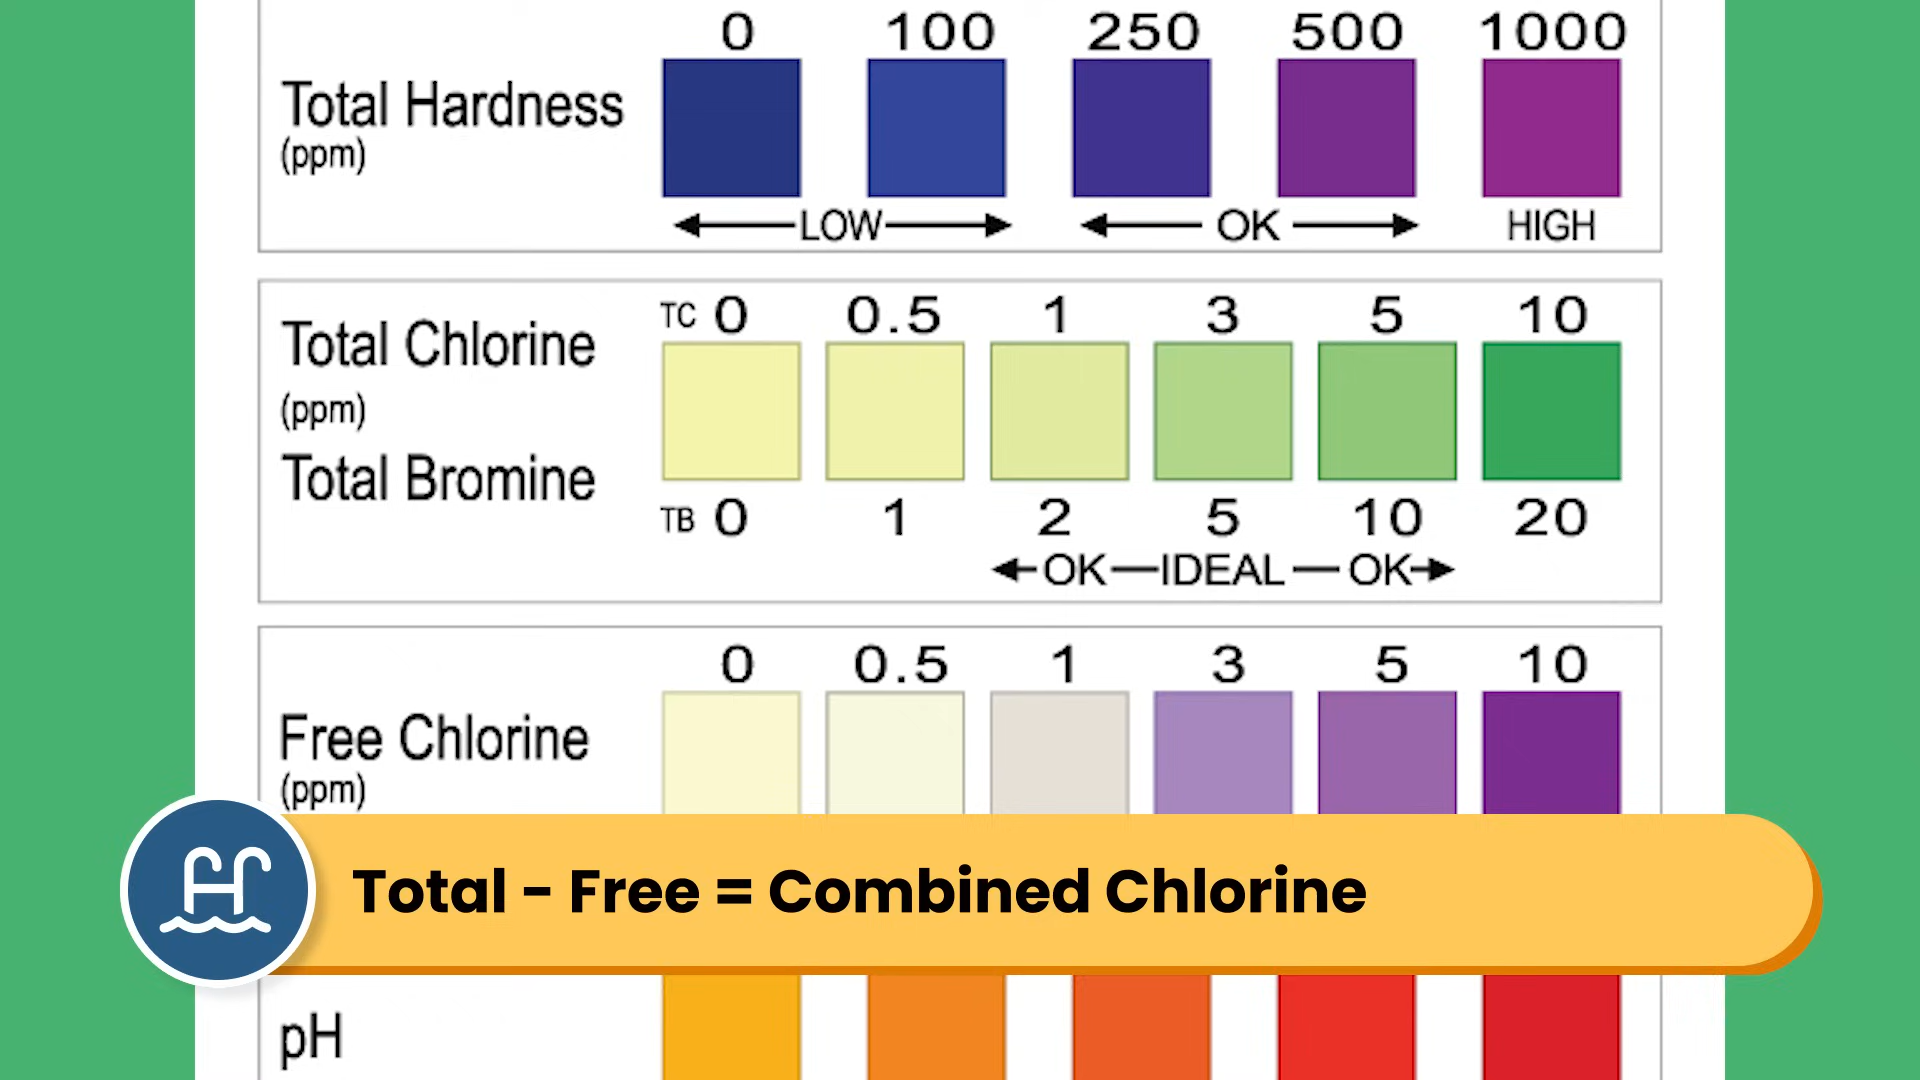 0 100 250 500 1000
Total Hardness
(ppm)
LOW OK HIGH
TC 0 0.5 1 3 5 10
Total Chlorine
(ppm)
Total Bromine
TB 0 1 2 5 10 20
OK IDEAL OK
0 0.5 1 3 5 10
Free Chlorine
(ppm)
Total - Free = Combined Chlorine
pH